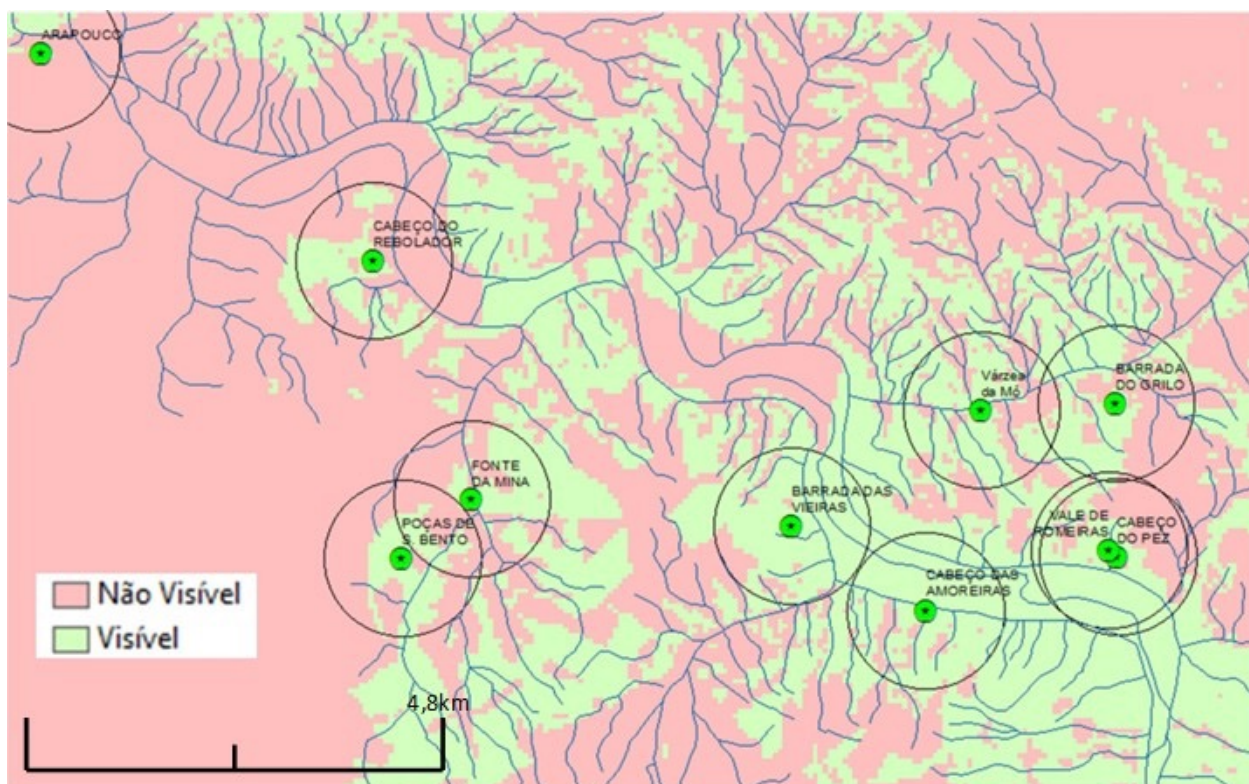 ARAPOUCO
CABEÇO DO
REBOLADOR
Várzea
da Mó
BARRADA
DO GRILO
FONTE
DA MINA
BARRADA DAS
VIEIRAS
POÇAS DE
S. BENTO
VALE DE
ROMEIRAS
CABEÇO
DO PEZ
CABEÇO DAS
AMOREIRAS
Não Visível
Visível
4,8km